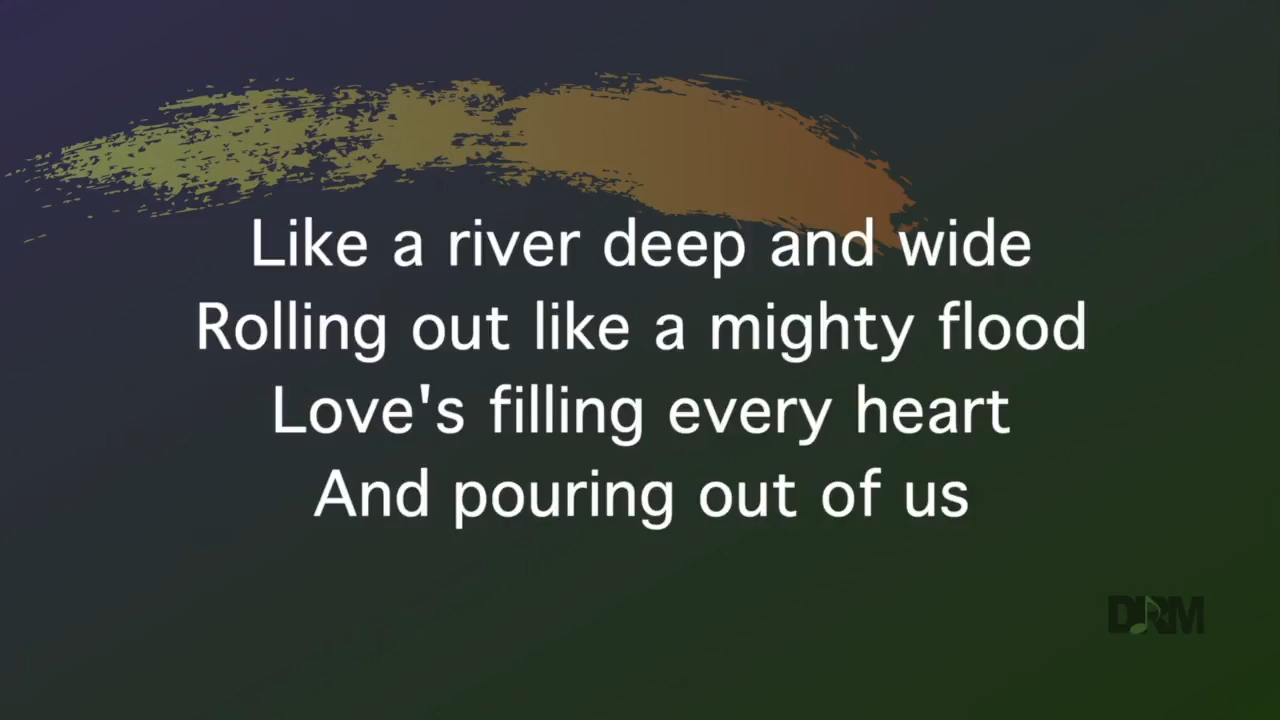 Like a river deep and wide
Rolling out like a mighty flood
Love's filling every heart
And pouring out of us
DRM